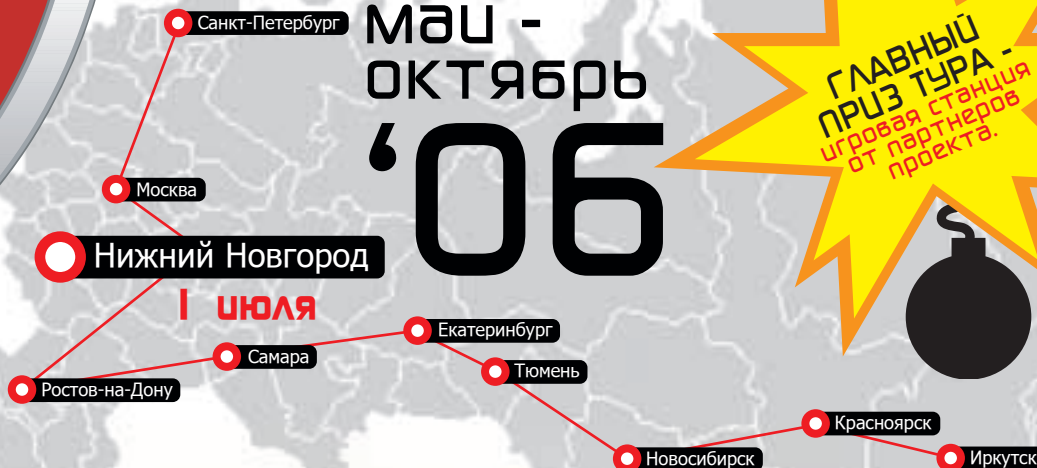 Санкт-Петербург
май -
октябрь
‘06
ГЛАВНЫЙ
ПРИЗ ТУРА -
игровая станция
от партнеров
проекта.
Москва
Нижний Новгород
1 июля
Екатеринбург
Самара
Тюмень
Ростов-на-Дону
Красноярск
Новосибирск
Иркутск